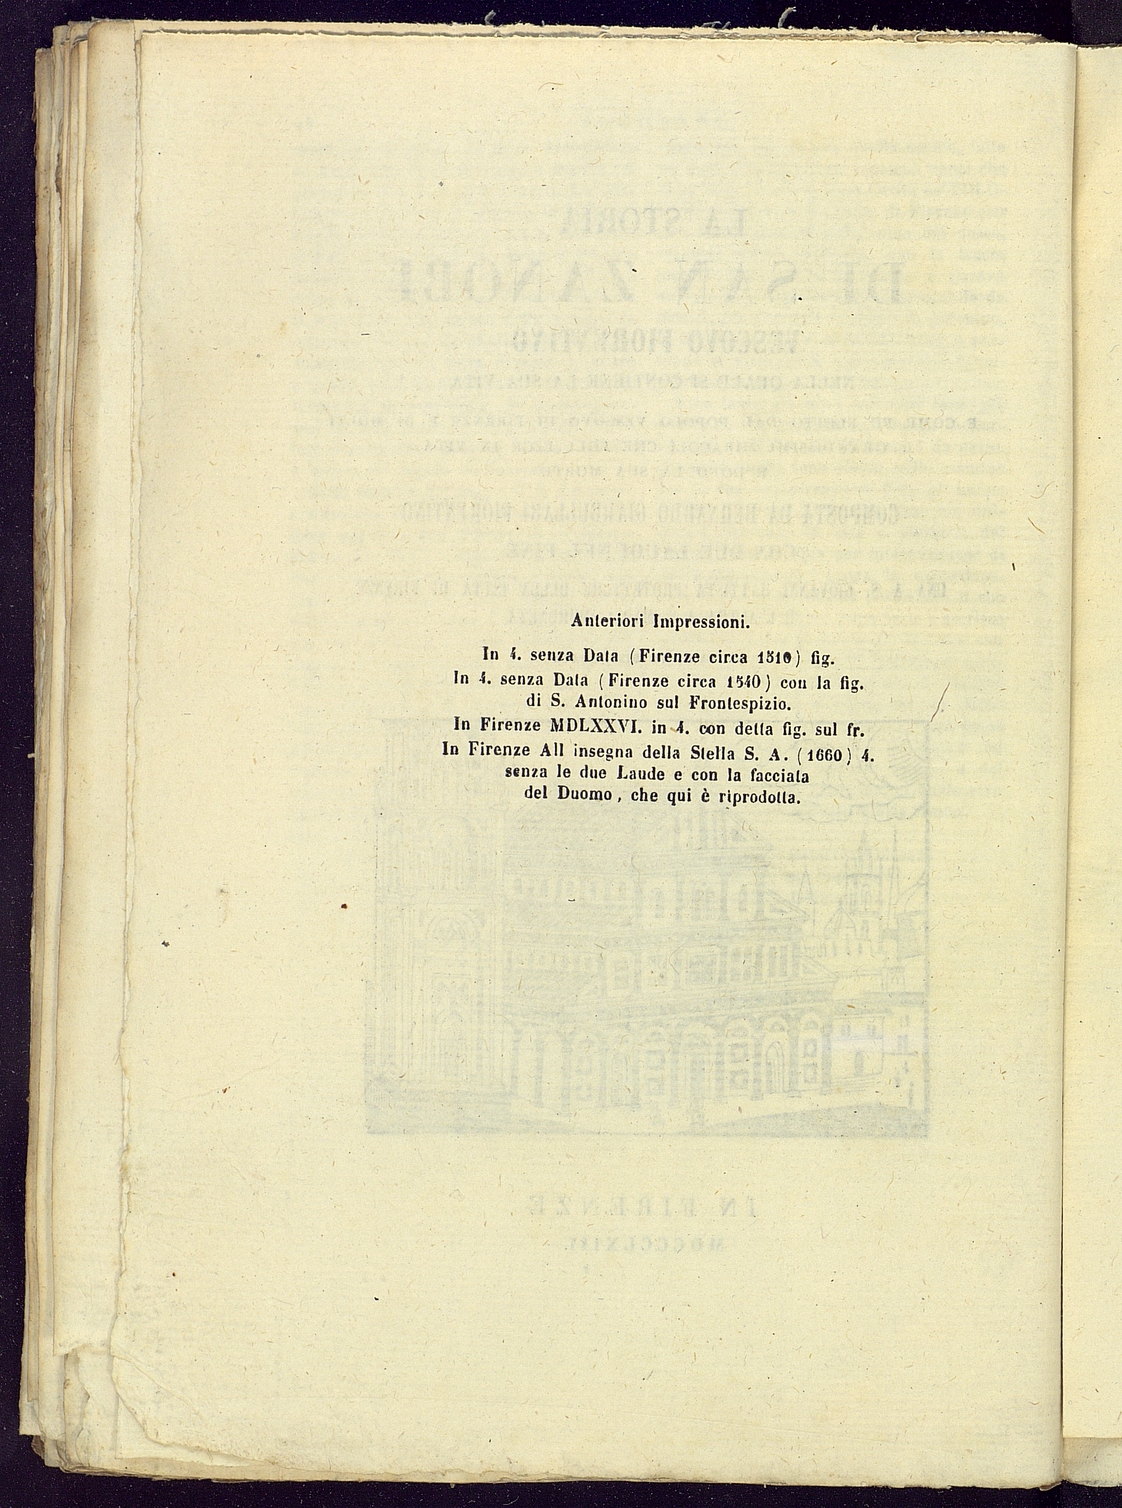 Anteriori Impressioni.
In 4. senza Data (Firenze circa 1510) fig.
In 4. senza Data (Firenze circa 1540) con la fig.
di S. Antonino sul Frontespizio.
In Firenze MDLXXVI. in 4. con detta fig. sul fr.
In Firenze All insegna della Stella S. A. (1660) 4.
senza le due Laude e con la facciata
del Duomo, che qui è riprodotta.